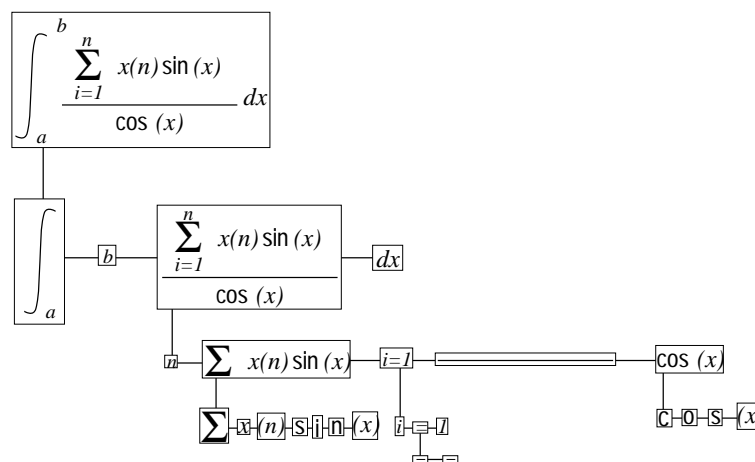 b
n
∫ ∑ x(n) sin (x) dx
i=1
a cos (x)
n
∫ b ∑ x(n) sin (x) dx
i=1
a cos (x)
n ∑ x(n) sin (x) i=1 cos (x)
∑ x (n) s i n (x) i = 1 c o s (x
= =